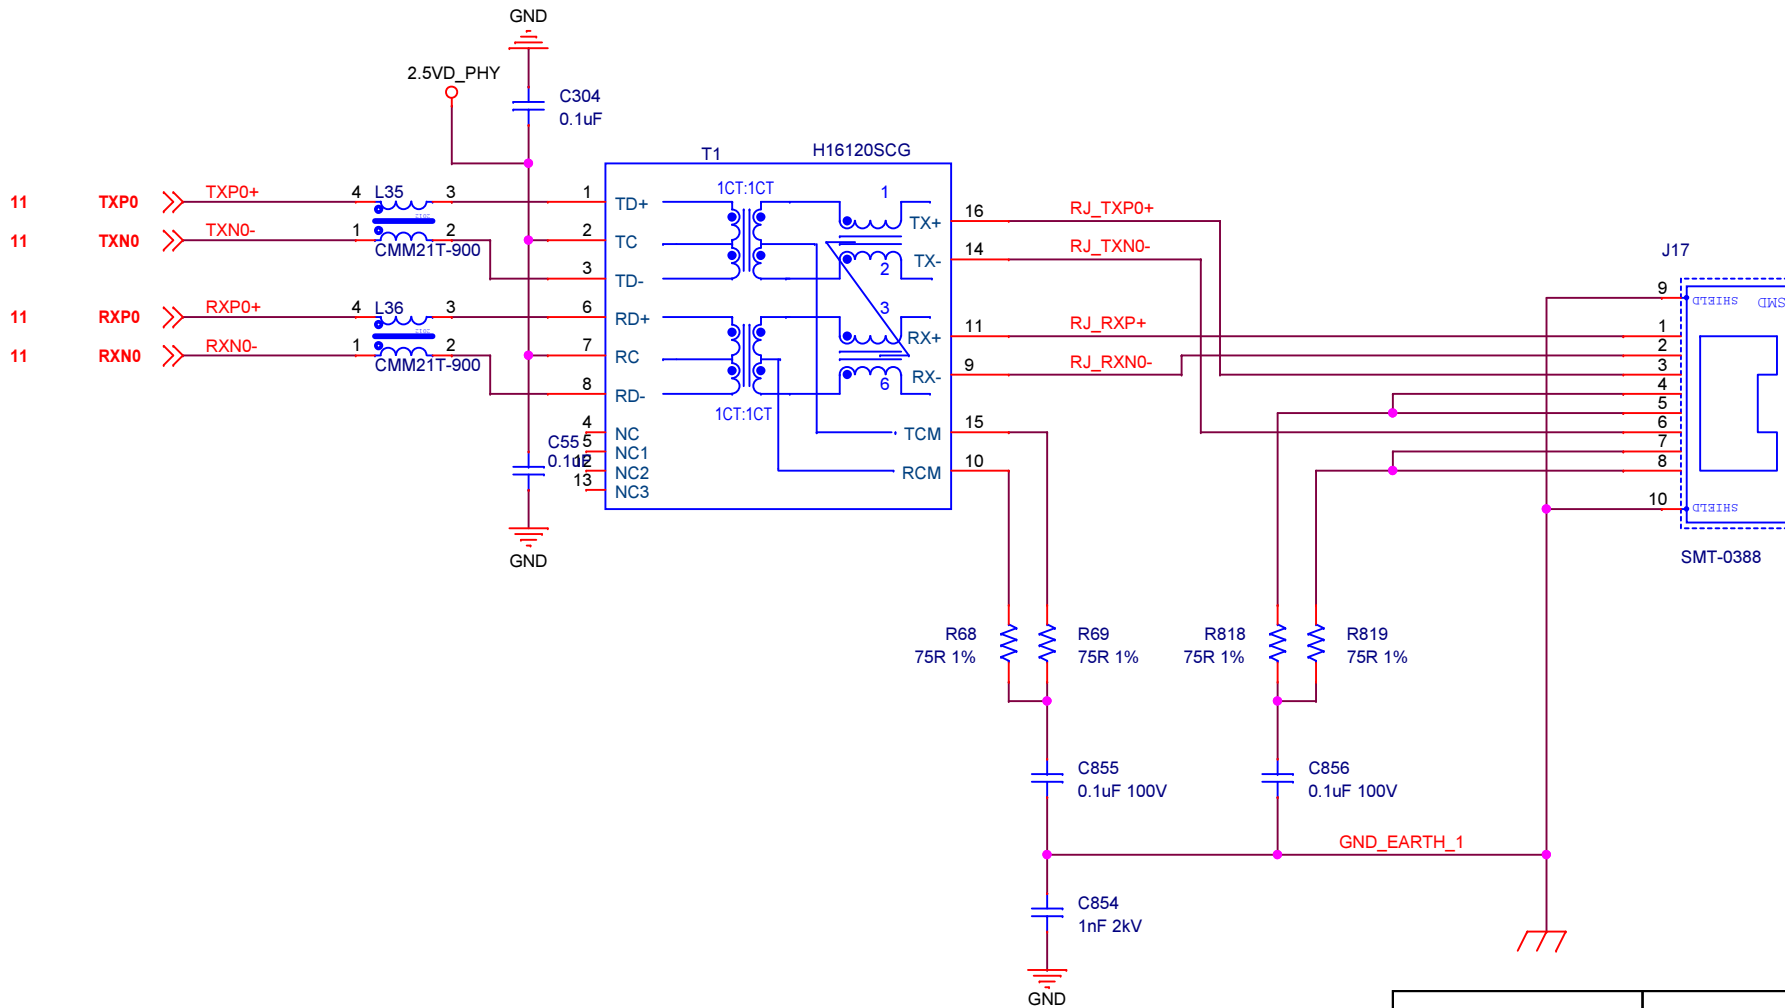 GND
2.5VD_PHY
C304
0.1uF
T1
H16120SCG
11 TXP0 TXP0+ 4 L35 3 1 TD+ 1CT:1CT 1 TX+ 16 RJ_TXP0+
11 TXN0 TXN0- 1 2 2 TC 2 TX- 14 RJ_TXN0-
CMM21T-900
3 TD-
J17
9 SHIELD SMD
11 RXP0 RXP0+ 4 L36 3 6 RD+ 3 RX+ 11 RJ_RXP+ 1
11 RXN0 RXN0- 1 2 7 RC 6 RX- 9 RJ_RXN0- 2
CMM21T-900
3
8 RD- 1CT:1CT
4
5
4 NC TCM 15 6
C55 5 NC1 7
0.1uF 12 NC2 RCM 10 8
13 NC3
10 SHIELD
GND
SMT-0388
R68
75R 1%
R69
75R 1%
R818
75R 1%
R819
75R 1%
C855
0.1uF 100V
C856
0.1uF 100V
GND_EARTH_1
C854
1nF 2kV
GND